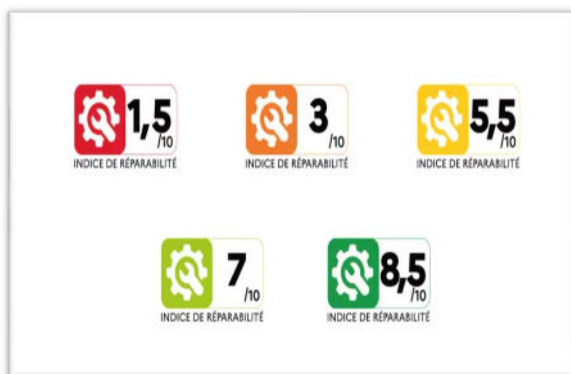 1,5 /10
INDICE DE RÉPARABILITÉ
3 /10
INDICE DE RÉPARABILITÉ
5,5 /10
INDICE DE RÉPARABILITÉ
7 /10
INDICE DE RÉPARABILITÉ
8,5 /10
INDICE DE RÉPARABILITÉ